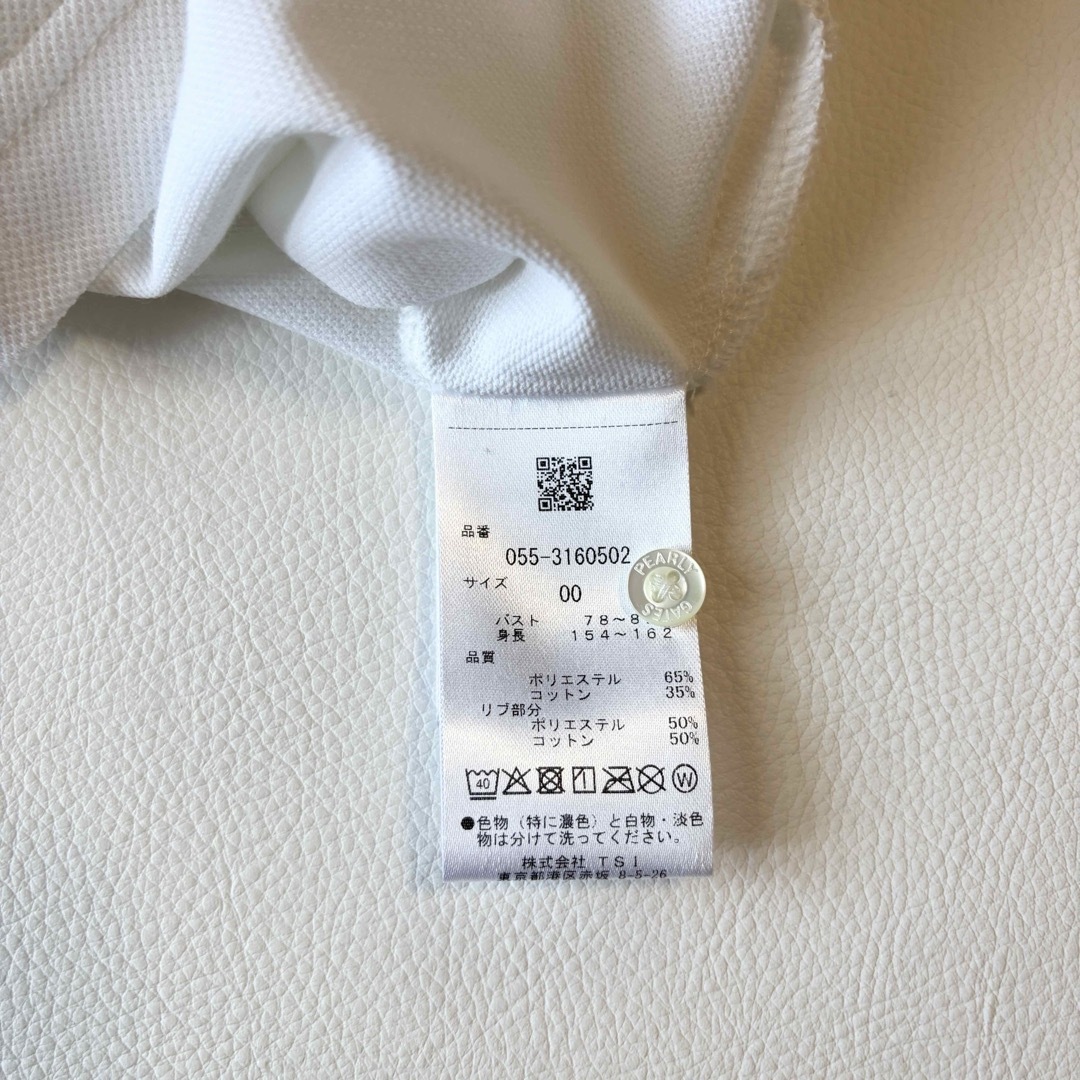 品番
055-3160502
サイズ
00
PEARLY GATES
バスト 78～8
身長 154～162
品質
ポリエステル 65%
コットン 35%
リブ部分
ポリエステル 50%
コットン 50%
40 W
●色物（特に濃色）と白物・淡色
物は分けて洗ってください。
株式会社 TSI
東京都港区赤坂 8-5-26